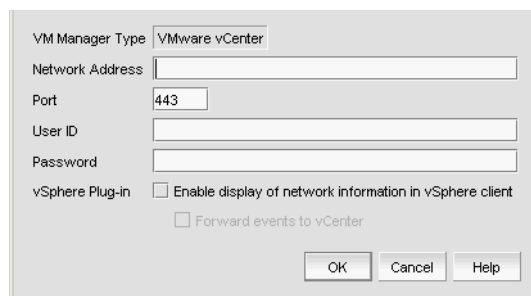 VM Manager Type VMware vCenter
Network Address
Port 443
User ID
Password
vSphere Plug-in Enable display of network information in vSphere client
Forward events to vCenter
OK Cancel Help